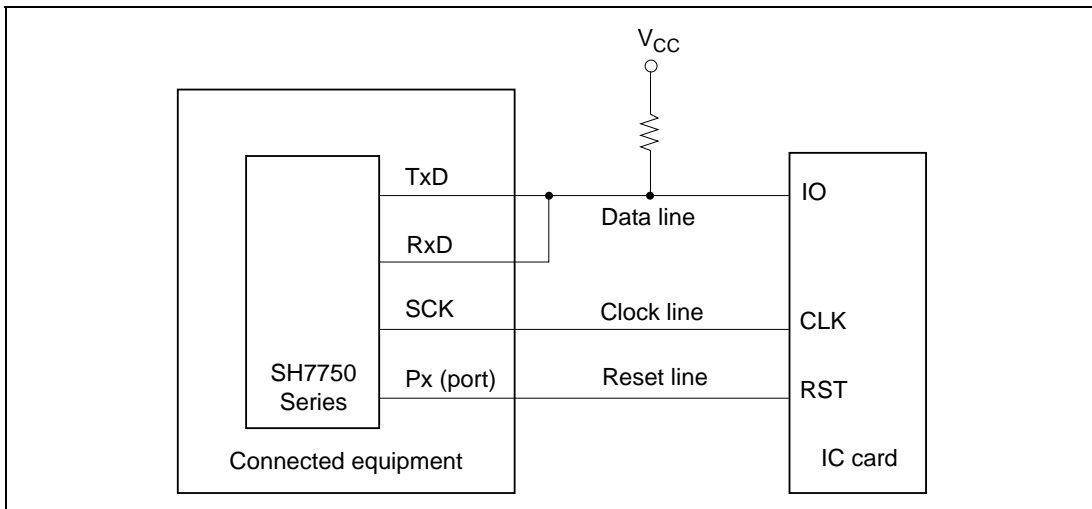 VCC
TxD
IO
Data line
RxD
SCK
Clock line
CLK
SH7750
Series
Px (port)
Reset line
RST
Connected equipment
IC card